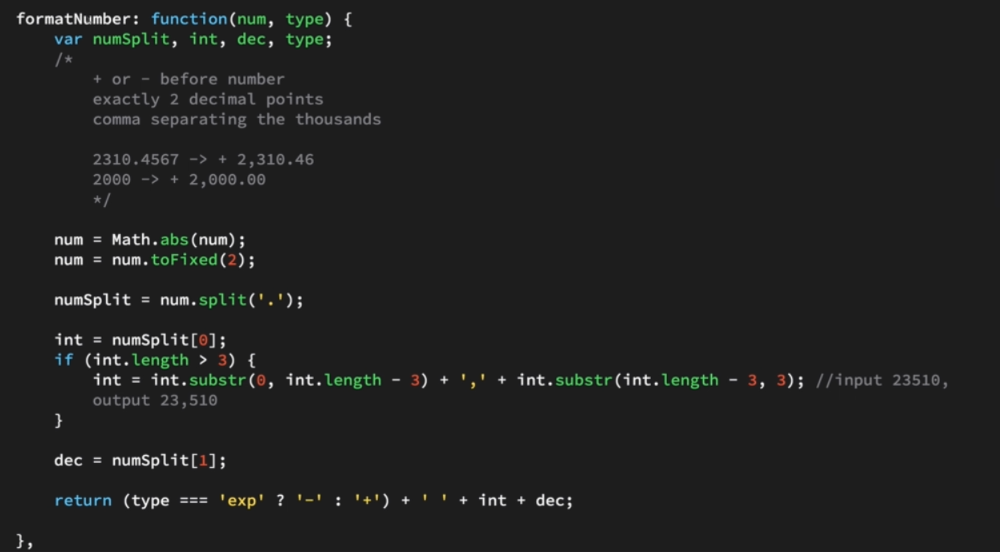 formatNumber: function(num, type) {
    var numSplit, int, dec, type;
    /*
        + or - before number
        exactly 2 decimal points
        comma separating the thousands

        2310.4567 -> + 2,310.46
        2000 -> + 2,000.00
        */

    num = Math.abs(num);
    num = num.toFixed(2);

    numSplit = num.split('.');

    int = numSplit[0];
    if (int.length > 3) {
        int = int.substr(0, int.length - 3) + ',' + int.substr(int.length - 3, 3); //input 23510,
        output 23,510
    }

    dec = numSplit[1];

    return (type === 'exp' ? '-' : '+') + ' ' + int + dec;

},